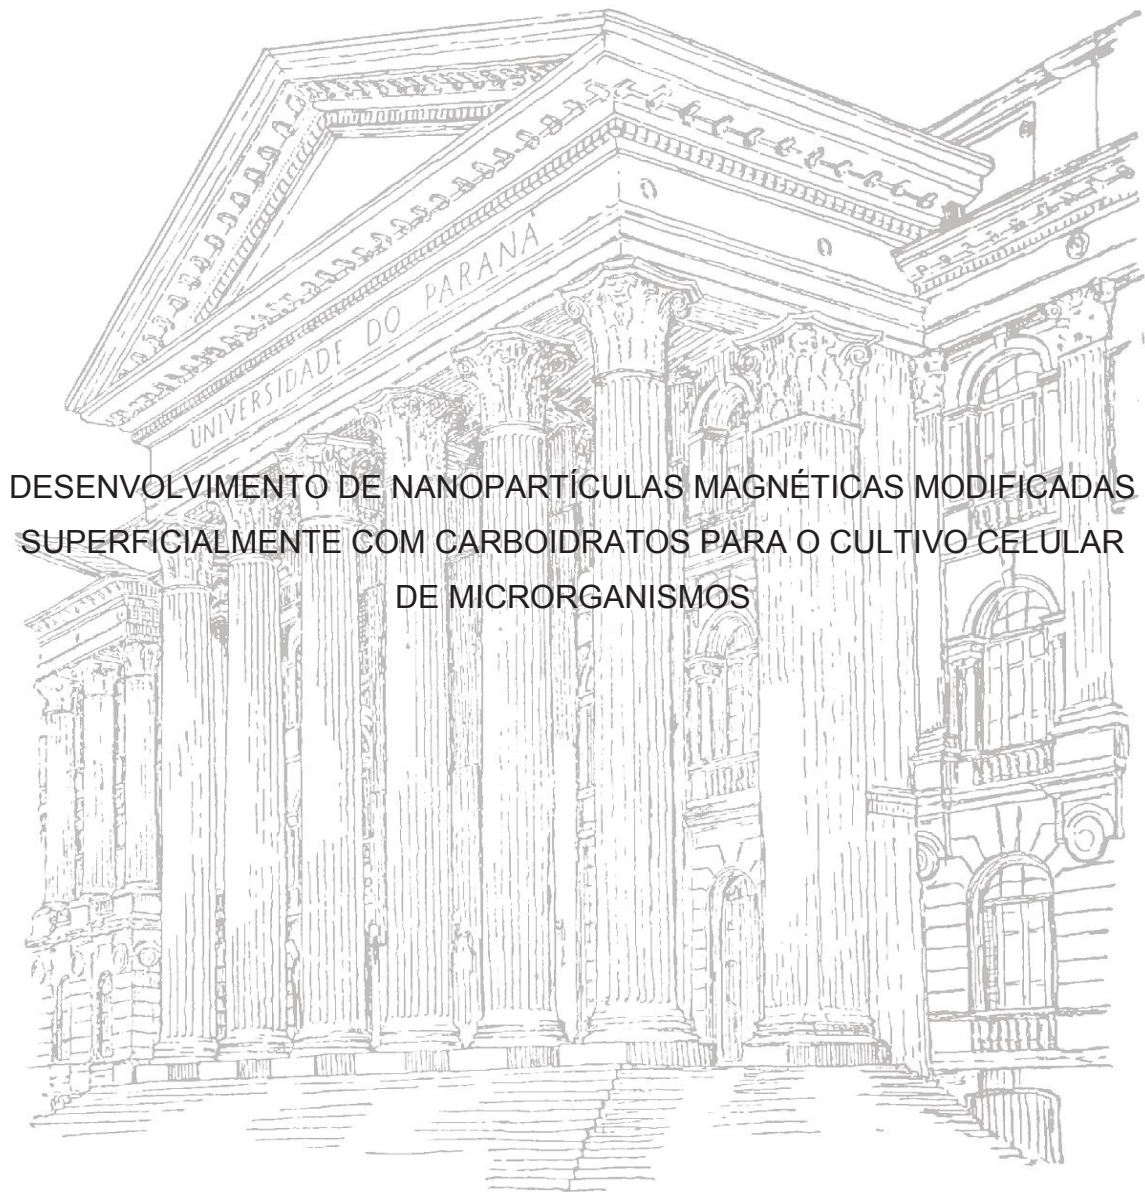 UNIVERSIDADE DO PARANÁ
DESENVOLVIMENTO DE NANOPARTÍCULAS MAGNÉTICAS MODIFICADAS
SUPERFICIALMENTE COM CARBOIDRATOS PARA O CULTIVO CELULAR
DE MICRORGANISMOS